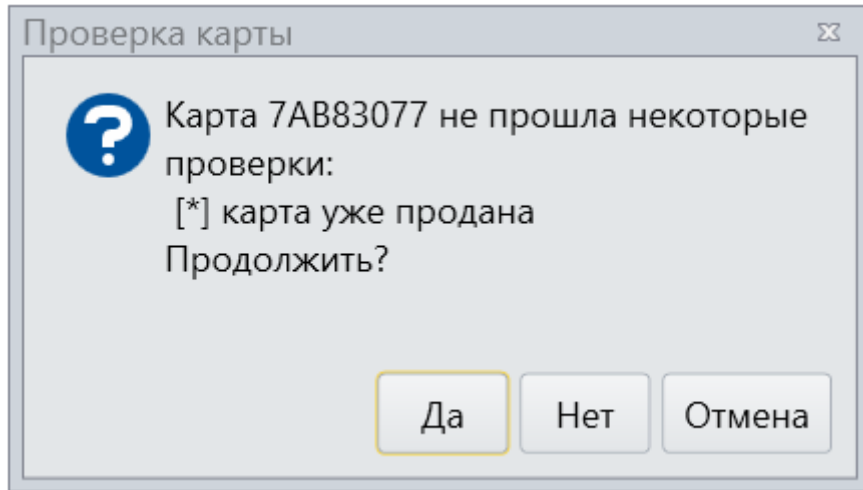 Проверка карты
Карта 7AB83077 не прошла некоторые
проверки:
[*] карта уже продана
Продолжить?
Да Нет Отмена